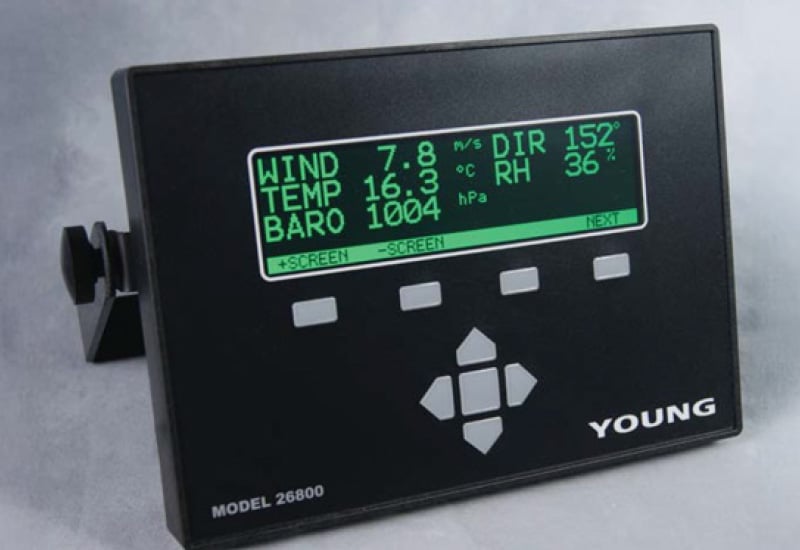 WIND 7.8 m/s DIR 152°
TEMP 16.3 °C RH 36 %
BARO 1004 hPa
+SCREEN -SCREEN NEXT
YOUNG
MODEL 26800